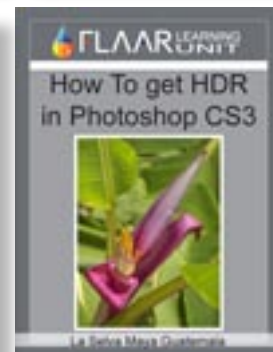 FLAAR LEARNING
UNIT
How To get HDR
in Photoshop CS3
La Selva Maya Guatemala